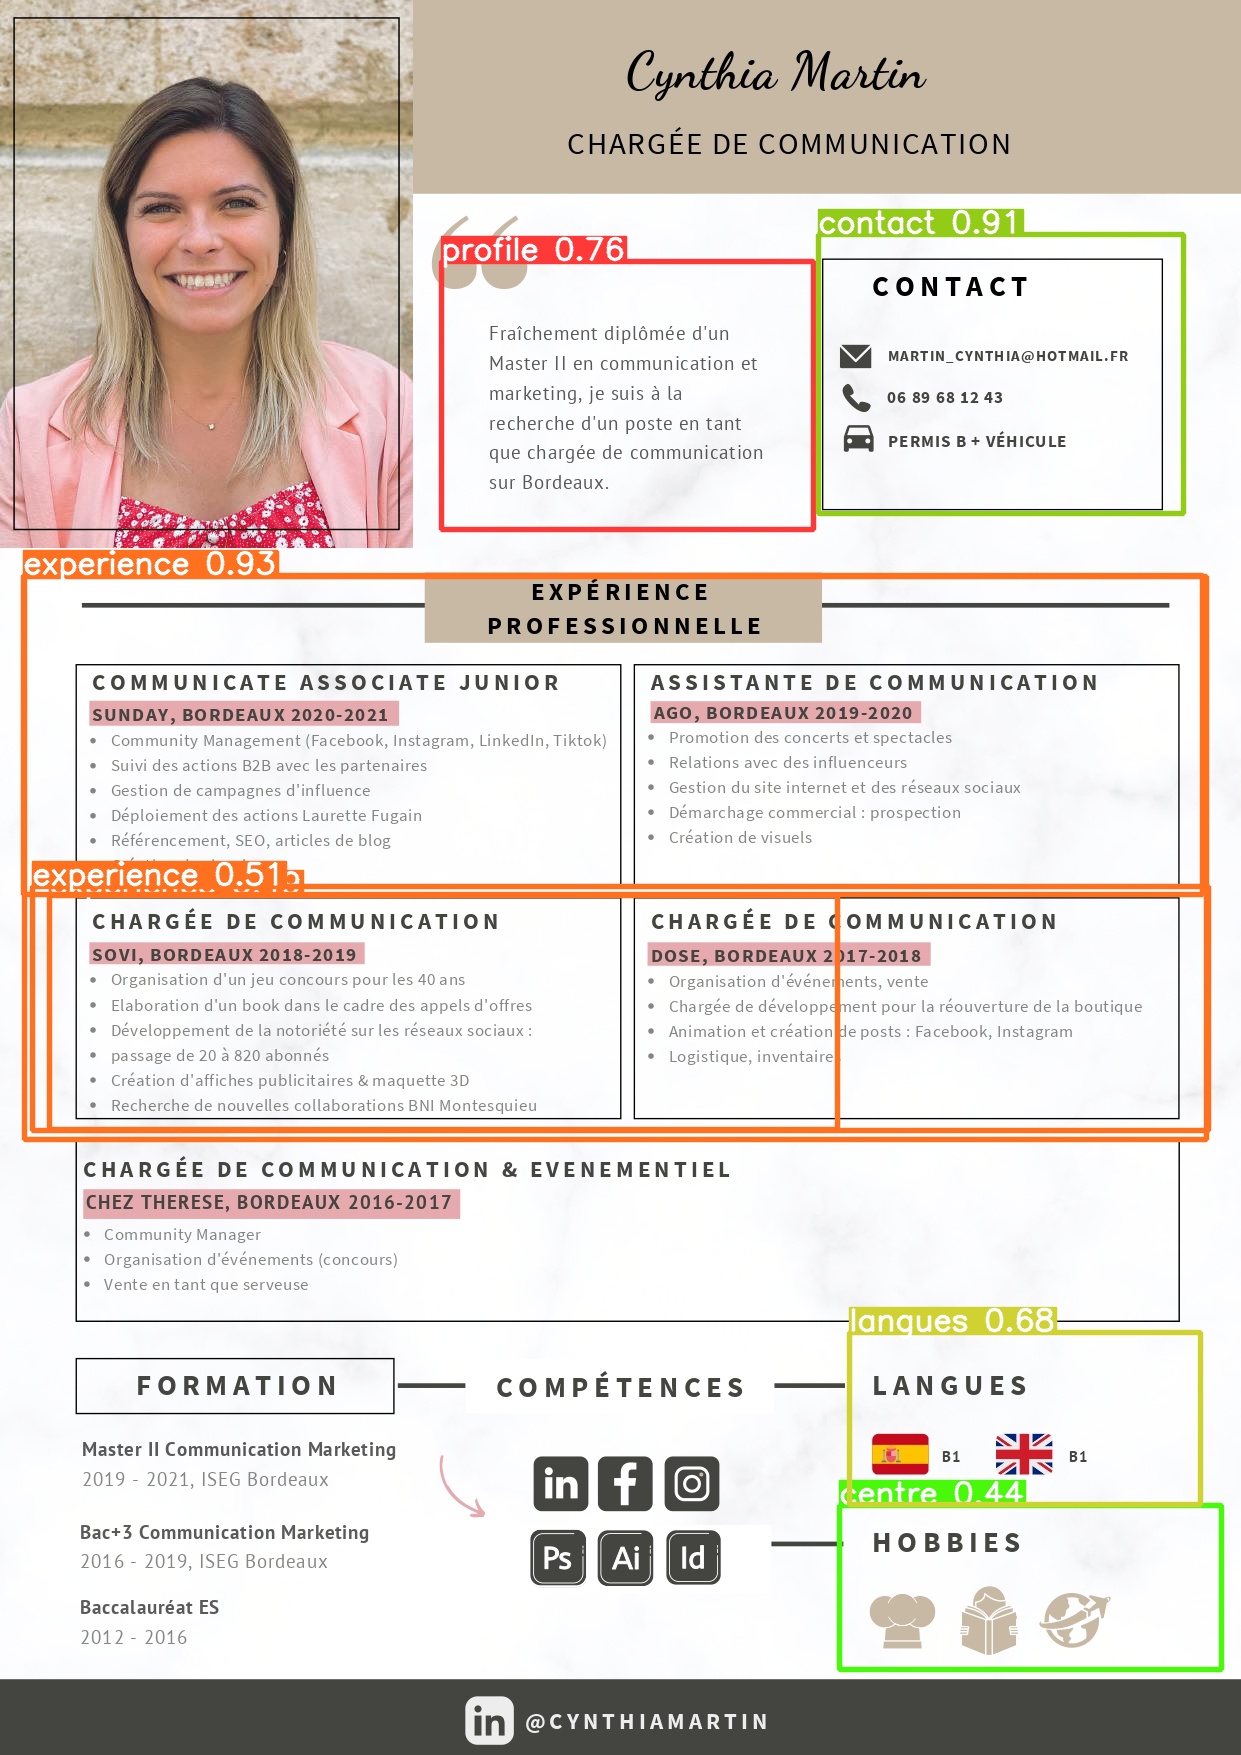 Cynthia Martin
CHARGÉE DE COMMUNICATION
profile 0.76
Fraîchement diplômée d'un
Master II en communication et
marketing, je suis à la
recherche d'un poste en tant
que chargée de communication
sur Bordeaux.
contact 0.91
CONTACT
MARTIN_CYNTHIA@HOTMAIL.FR
06 89 68 12 43
PERMIS B + VÉHICULE
experience 0.93
EXPÉRIENCE
PROFESSIONNELLE
COMMUNICATE ASSOCIATE JUNIOR
SUNDAY, BORDEAUX 2020-2021
• Community Management (Facebook, Instagram, LinkedIn, Tiktok)
• Suivi des actions B2B avec les partenaires
• Gestion de campagnes d'influence
• Déploiement des actions Laurette Fugain
• Référencement, SEO, articles de blog
ASSISTANTE DE COMMUNICATION
AGO, BORDEAUX 2019-2020
• Promotion des concerts et spectacles
• Relations avec des influenceurs
• Gestion du site internet et des réseaux sociaux
• Démarchage commercial : prospection
• Création de visuels
experience 0.51
CHARGÉE DE COMMUNICATION
SOVI, BORDEAUX 2018-2019
• Organisation d'un jeu concours pour les 40 ans
• Elaboration d'un book dans le cadre des appels d'offres
• Développement de la notoriété sur les réseaux sociaux :
• passage de 20 à 820 abonnés
• Création d'affiches publicitaires & maquette 3D
• Recherche de nouvelles collaborations BNI Montesquieu
CHARGÉE DE COMMUNICATION
DOSE, BORDEAUX 2017-2018
• Organisation d'événements, vente
• Chargée de développement pour la réouverture de la boutique
• Animation et création de posts : Facebook, Instagram
• Logistique, inventaires
CHARGÉE DE COMMUNICATION & EVENEMENTIEL
CHEZ THERESE, BORDEAUX 2016-2017
• Community Manager
• Organisation d'événements (concours)
• Vente en tant que serveuse
FORMATION
Master II Communication Marketing
2019 - 2021, ISEG Bordeaux
Bac+3 Communication Marketing
2016 - 2019, ISEG Bordeaux
Baccalauréat ES
2012 - 2016
COMPÉTENCES
in f
Ps Ai Id
langues 0.68
LANGUES
B1 B1
centre 0.44
HOBBIES
in @CYNTHIAMARTIN